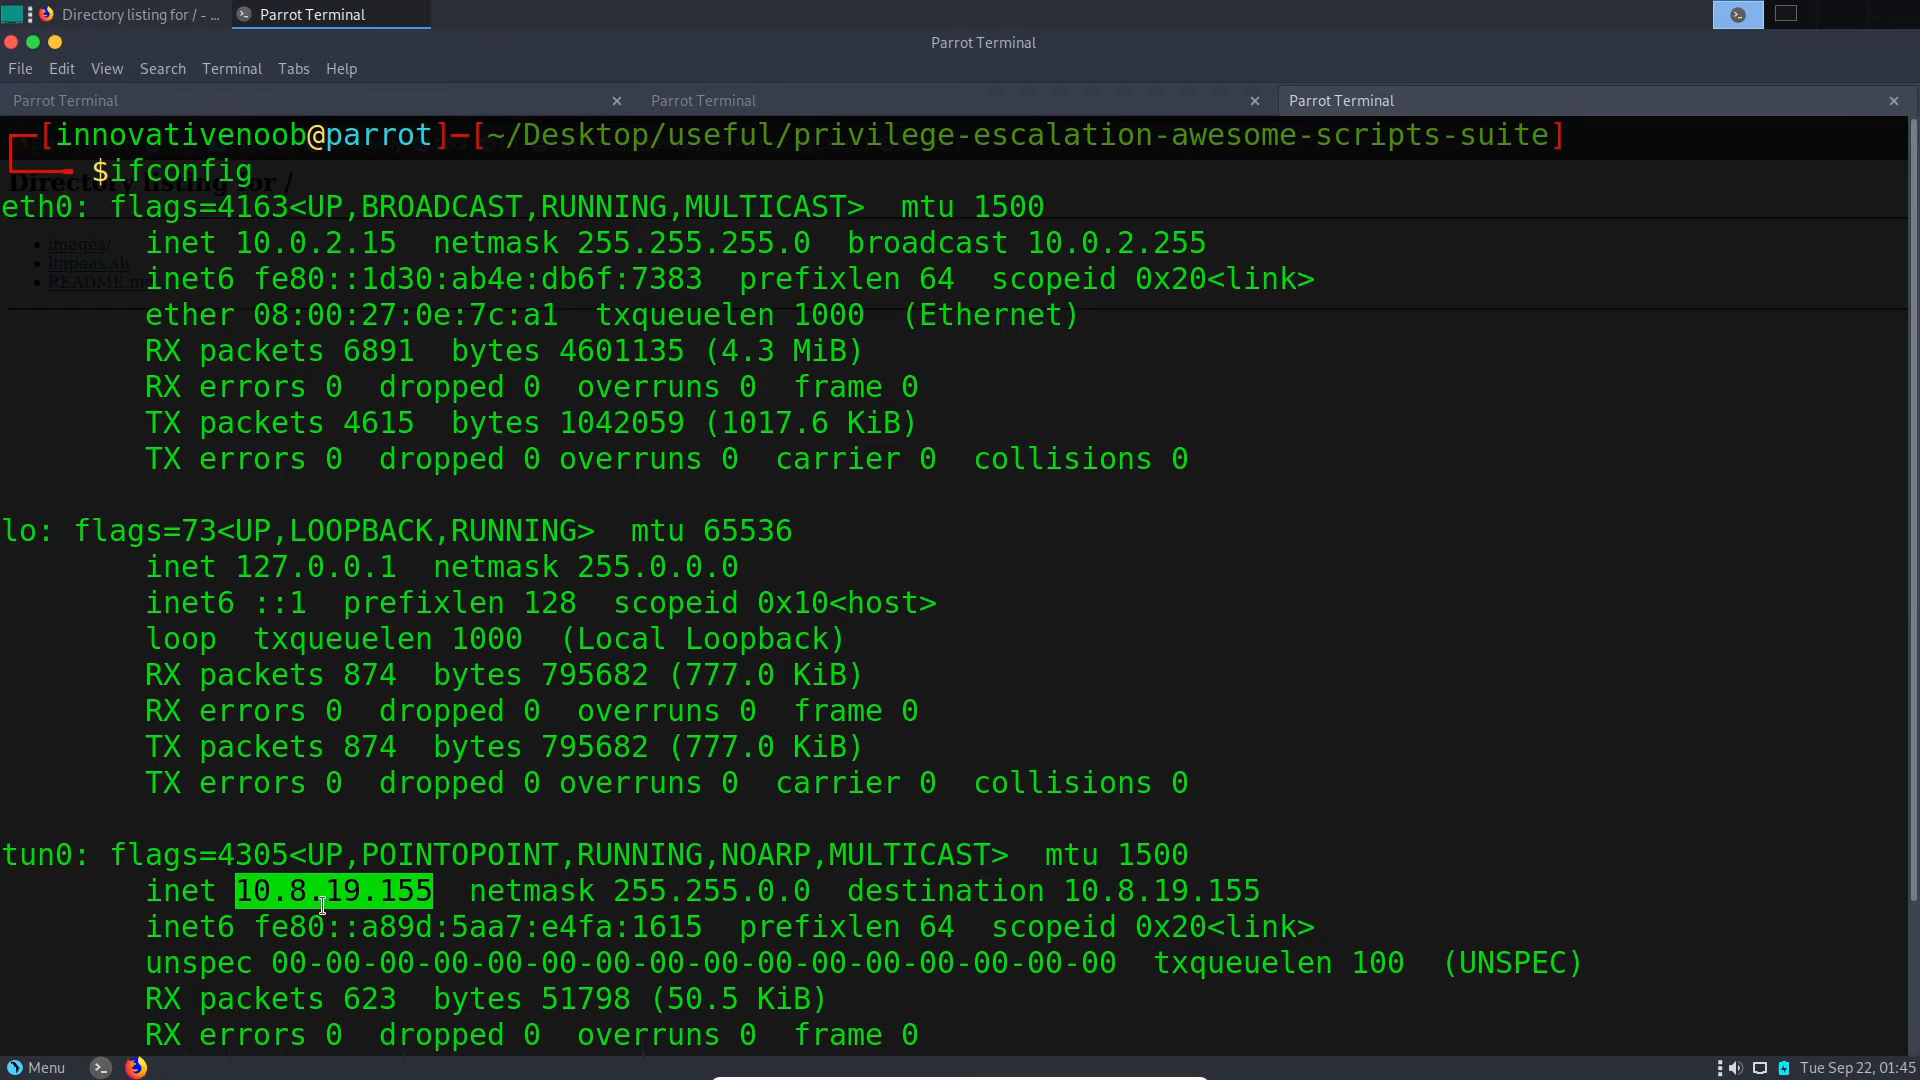 Directory listing for / - ...
Parrot Terminal
Parrot Terminal
File Edit View Search Terminal Tabs Help
Parrot Terminal
Parrot Terminal
Parrot Terminal
[innovativenoob@parrot]─[~/Desktop/useful/privilege-escalation-awesome-scripts-suite]
$ifconfig
Directory listing for /
eth0: flags=4163<UP,BROADCAST,RUNNING,MULTICAST>  mtu 1500
images/
inet 10.0.2.15  netmask 255.255.255.0  broadcast 10.0.2.255
linpeas.sh
inet6 fe80::1d30:ab4e:db6f:7383  prefixlen 64  scopeid 0x20<link>
ether 08:00:27:0e:7c:a1  txqueuelen 1000  (Ethernet)
RX packets 6891  bytes 4601135 (4.3 MiB)
RX errors 0  dropped 0  overruns 0  frame 0
TX packets 4615  bytes 1042059 (1017.6 KiB)
TX errors 0  dropped 0 overruns 0  carrier 0  collisions 0
lo: flags=73<UP,LOOPBACK,RUNNING>  mtu 65536
inet 127.0.0.1  netmask 255.0.0.0
inet6 ::1  prefixlen 128  scopeid 0x10<host>
loop  txqueuelen 1000  (Local Loopback)
RX packets 874  bytes 795682 (777.0 KiB)
RX errors 0  dropped 0  overruns 0  frame 0
TX packets 874  bytes 795682 (777.0 KiB)
TX errors 0  dropped 0 overruns 0  carrier 0  collisions 0
tun0: flags=4305<UP,POINTOPOINT,RUNNING,NOARP,MULTICAST>  mtu 1500
inet 10.8.19.155  netmask 255.255.0.0  destination 10.8.19.155
inet6 fe80::a89d:5aa7:e4fa:1615  prefixlen 64  scopeid 0x20<link>
unspec 00-00-00-00-00-00-00-00-00-00-00-00-00-00-00-00  txqueuelen 100  (UNSPEC)
RX packets 623  bytes 51798 (50.5 KiB)
RX errors 0  dropped 0  overruns 0  frame 0
Menu
Tue Sep 22, 01:45